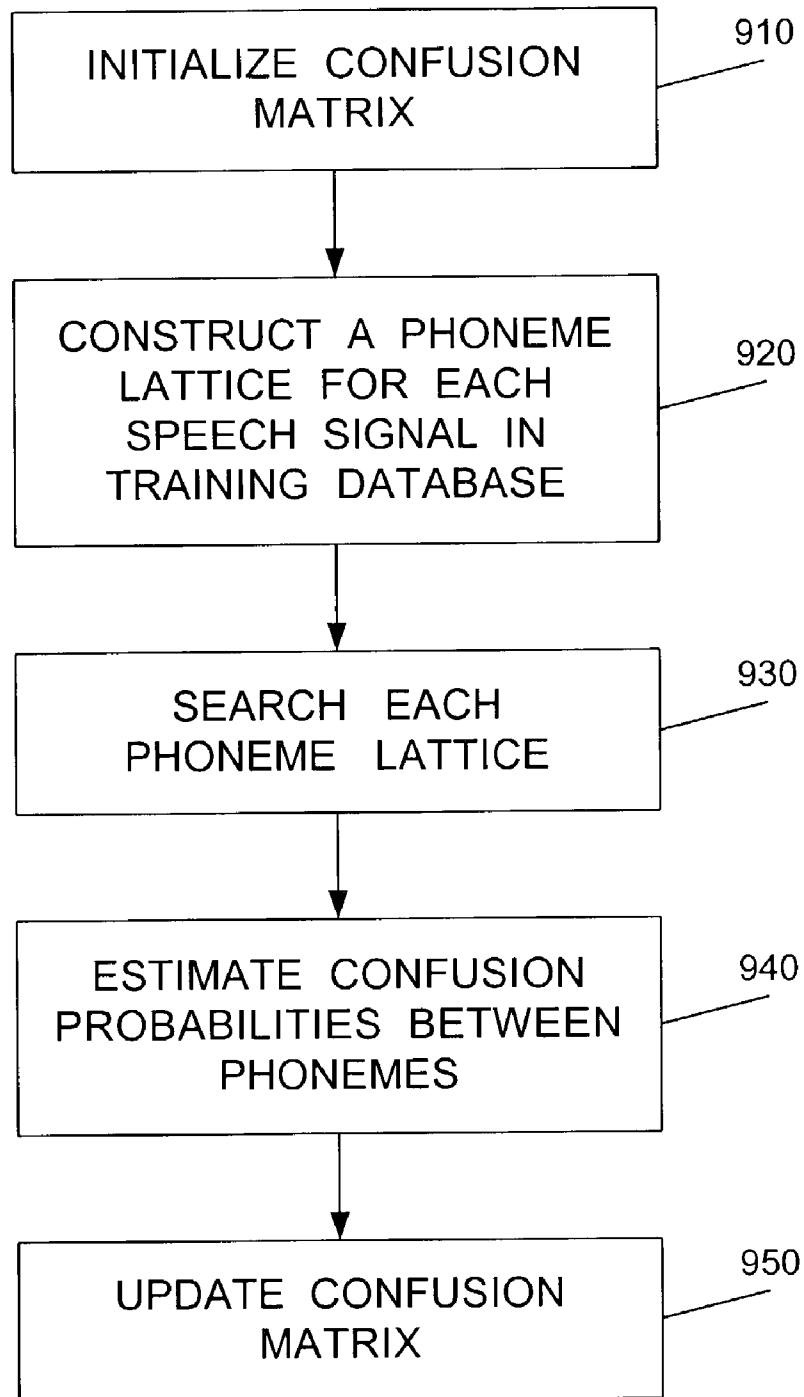 910
INITIALIZE CONFUSION
MATRIX
920
CONSTRUCT A PHONEME
LATTICE FOR EACH
SPEECH SIGNAL IN
TRAINING DATABASE
930
SEARCH EACH
PHONEME LATTICE
940
ESTIMATE CONFUSION
PROBABILITIES BETWEEN
PHONEMES
950
UPDATE CONFUSION
MATRIX